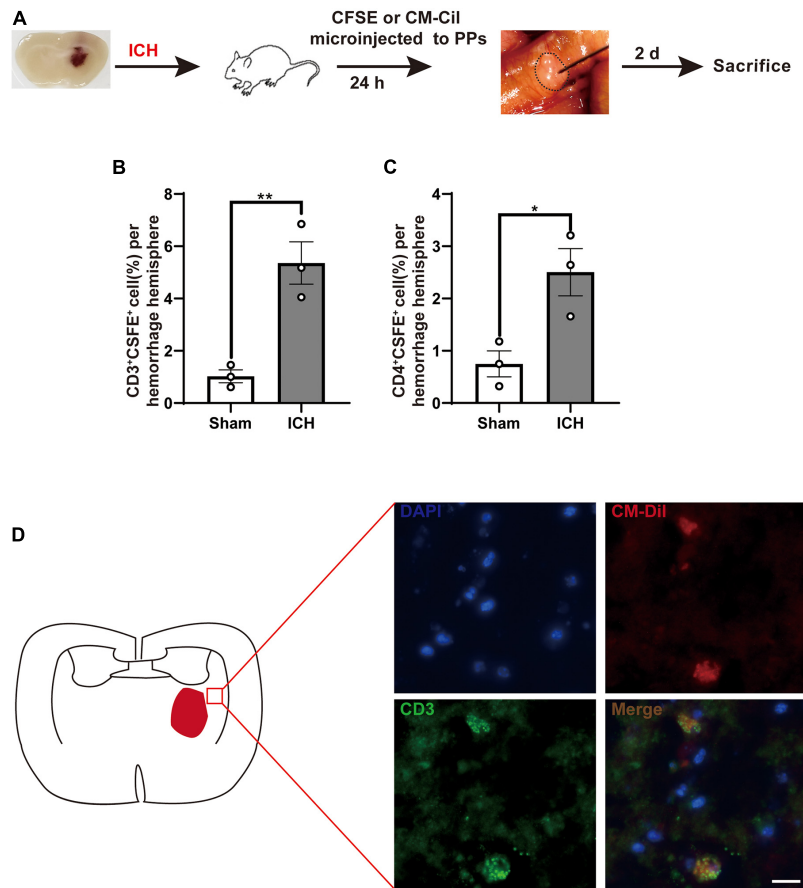 A
ICH
CFSE or CM-Cil
microinjected to PPs
24 h
2 d
Sacrifice
B
CD3⁺CSFE⁺ cell(%) per
hemorrhage hemisphere
8
6
4
2
0
**
Sham
ICH
C
CD4⁺CSFE⁺ cell(%) per
hemorrhage hemisphere
4
3
2
1
0
*
Sham
ICH
D
DAPI
CM-Dil
CD3
Merge